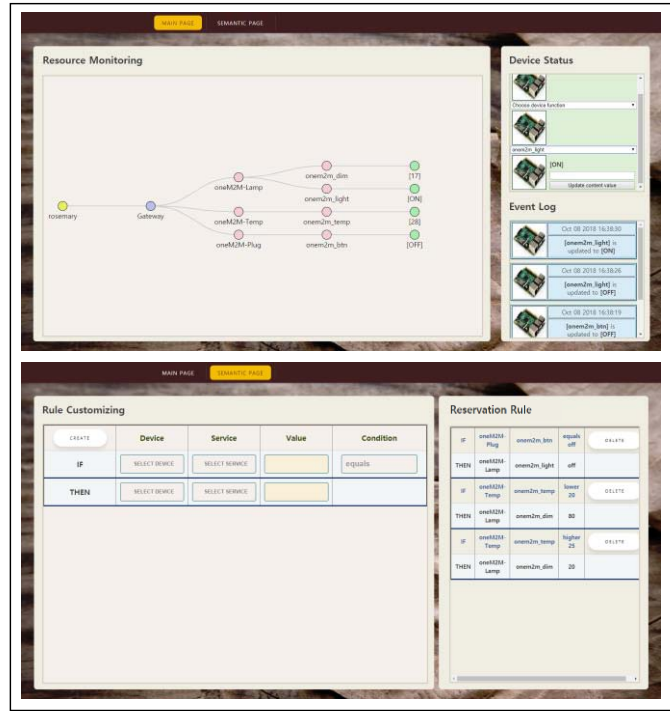 MAIN PAGE SEMANTIC PAGE
Resource Monitoring
rosemary
Gateway
oneM2M-Lamp
oneM2M-Temp
oneM2M-Plug
onem2m_dim
onem2m_light
onem2m_temp
onem2m_btn
[17]
[ON]
[28]
[OFF]
Device Status
Choose device function
onem2m_light
[ON]
Update content value
Event Log
Oct 08 2018 16:38:30
[onem2m_light] is
updated to [ON]
Oct 08 2018 16:38:26
[onem2m_light] is
updated to [OFF]
Oct 08 2018 16:38:19
[onem2m_btn] is
updated to [OFF]
MAIN PAGE SEMANTIC PAGE
Rule Customizing
CREATE Device Service Value Condition
IF SELECT DEVICE SELECT SERVICE equals
THEN SELECT DEVICE SELECT SERVICE
Reservation Rule
IF oneM2M-Plug onem2m_btn equals off DELETE
THEN oneM2M-Lamp onem2m_light off
IF oneM2M-Temp onem2m_temp lower 20 DELETE
THEN oneM2M-Lamp onem2m_dim 80
IF oneM2M-Temp onem2m_temp higher 25 DELETE
THEN oneM2M-Lamp onem2m_dim 20